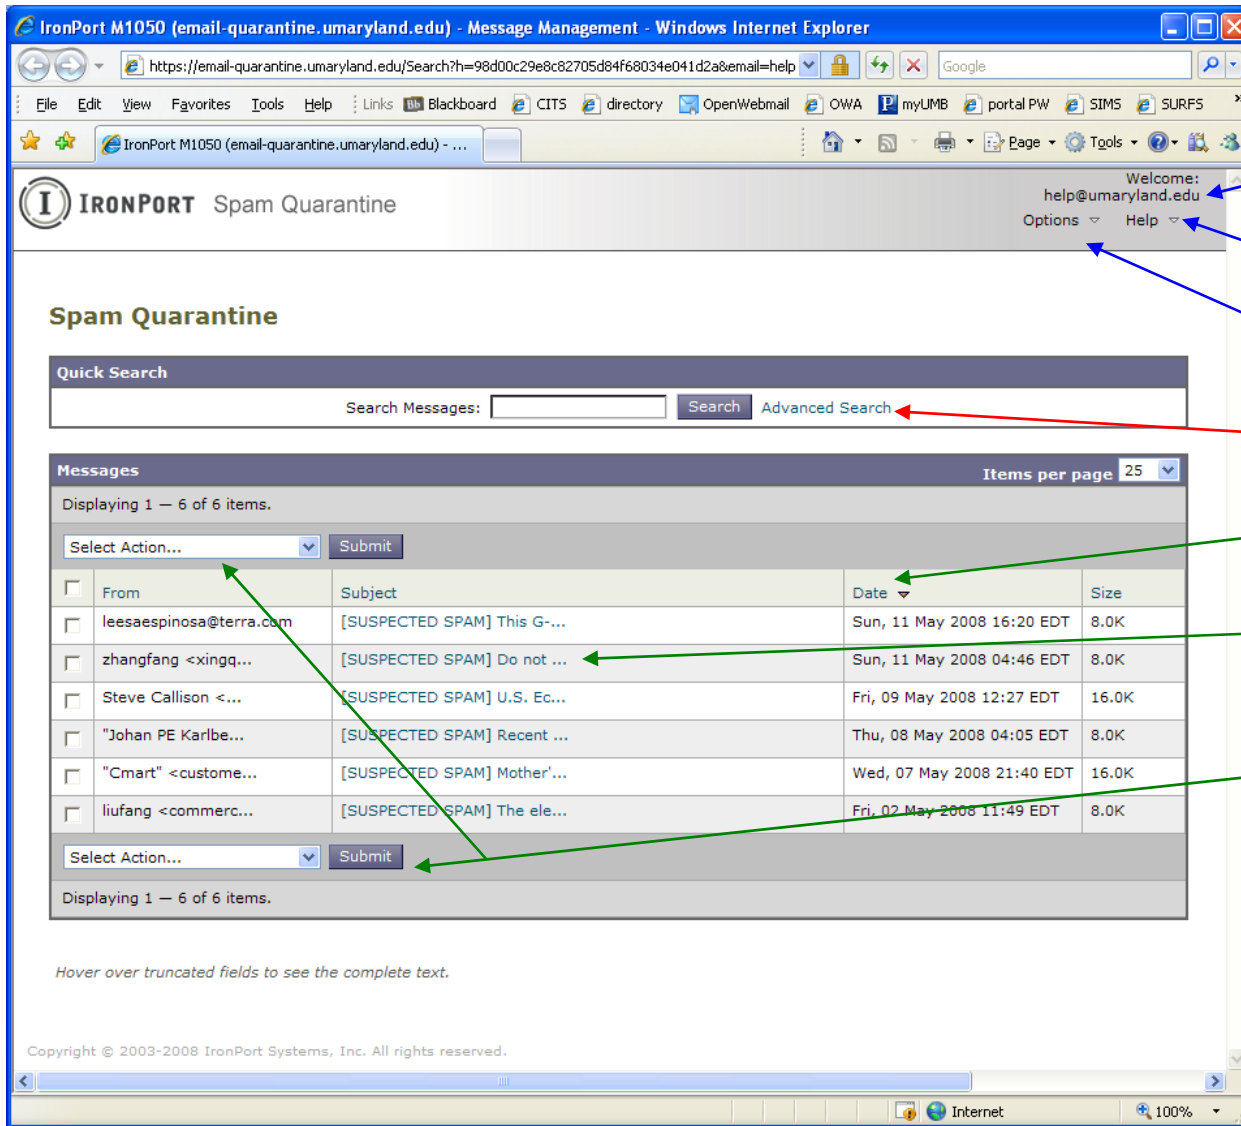 IronPort M1050 (email-quarantine.umaryland.edu) - Message Management - Windows Internet Explorer
https://email-quarantine.umaryland.edu/Search?h=98d00c29e8c82705d84f68034e041d2a&email=help
Google
File Edit View Favorites Tools Help Links Bb Blackboard CITS directory OpenWebmail OWA P myUMB portal PW SIMS SURFS
IronPort M1050 (email-quarantine.umaryland.edu) - ...
Page Tools
Welcome:
help@umaryland.edu
I IRONPORT Spam Quarantine
Options Help
Spam Quarantine
Quick Search
Search Messages: Search Advanced Search
Messages Items per page 25
Displaying 1 — 6 of 6 items.
Select Action... Submit
From Subject Date Size
leesaespinosa@terra.com [SUSPECTED SPAM] This G-... Sun, 11 May 2008 16:20 EDT 8.0K
zhangfang <xingq... [SUSPECTED SPAM] Do not ... Sun, 11 May 2008 04:46 EDT 8.0K
Steve Callison <... [SUSPECTED SPAM] U.S. Ec... Fri, 09 May 2008 12:27 EDT 16.0K
"Johan PE Karlbe... [SUSPECTED SPAM] Recent ... Thu, 08 May 2008 04:05 EDT 8.0K
"Cmart" <custome... [SUSPECTED SPAM] Mother'... Wed, 07 May 2008 21:40 EDT 16.0K
liufang <commerc... [SUSPECTED SPAM] The ele... Fri, 02 May 2008 11:49 EDT 8.0K
Select Action... Submit
Displaying 1 — 6 of 6 items.
Hover over truncated fields to see the complete text.
Copyright © 2003-2008 IronPort Systems, Inc. All rights reserved.
Internet 100%